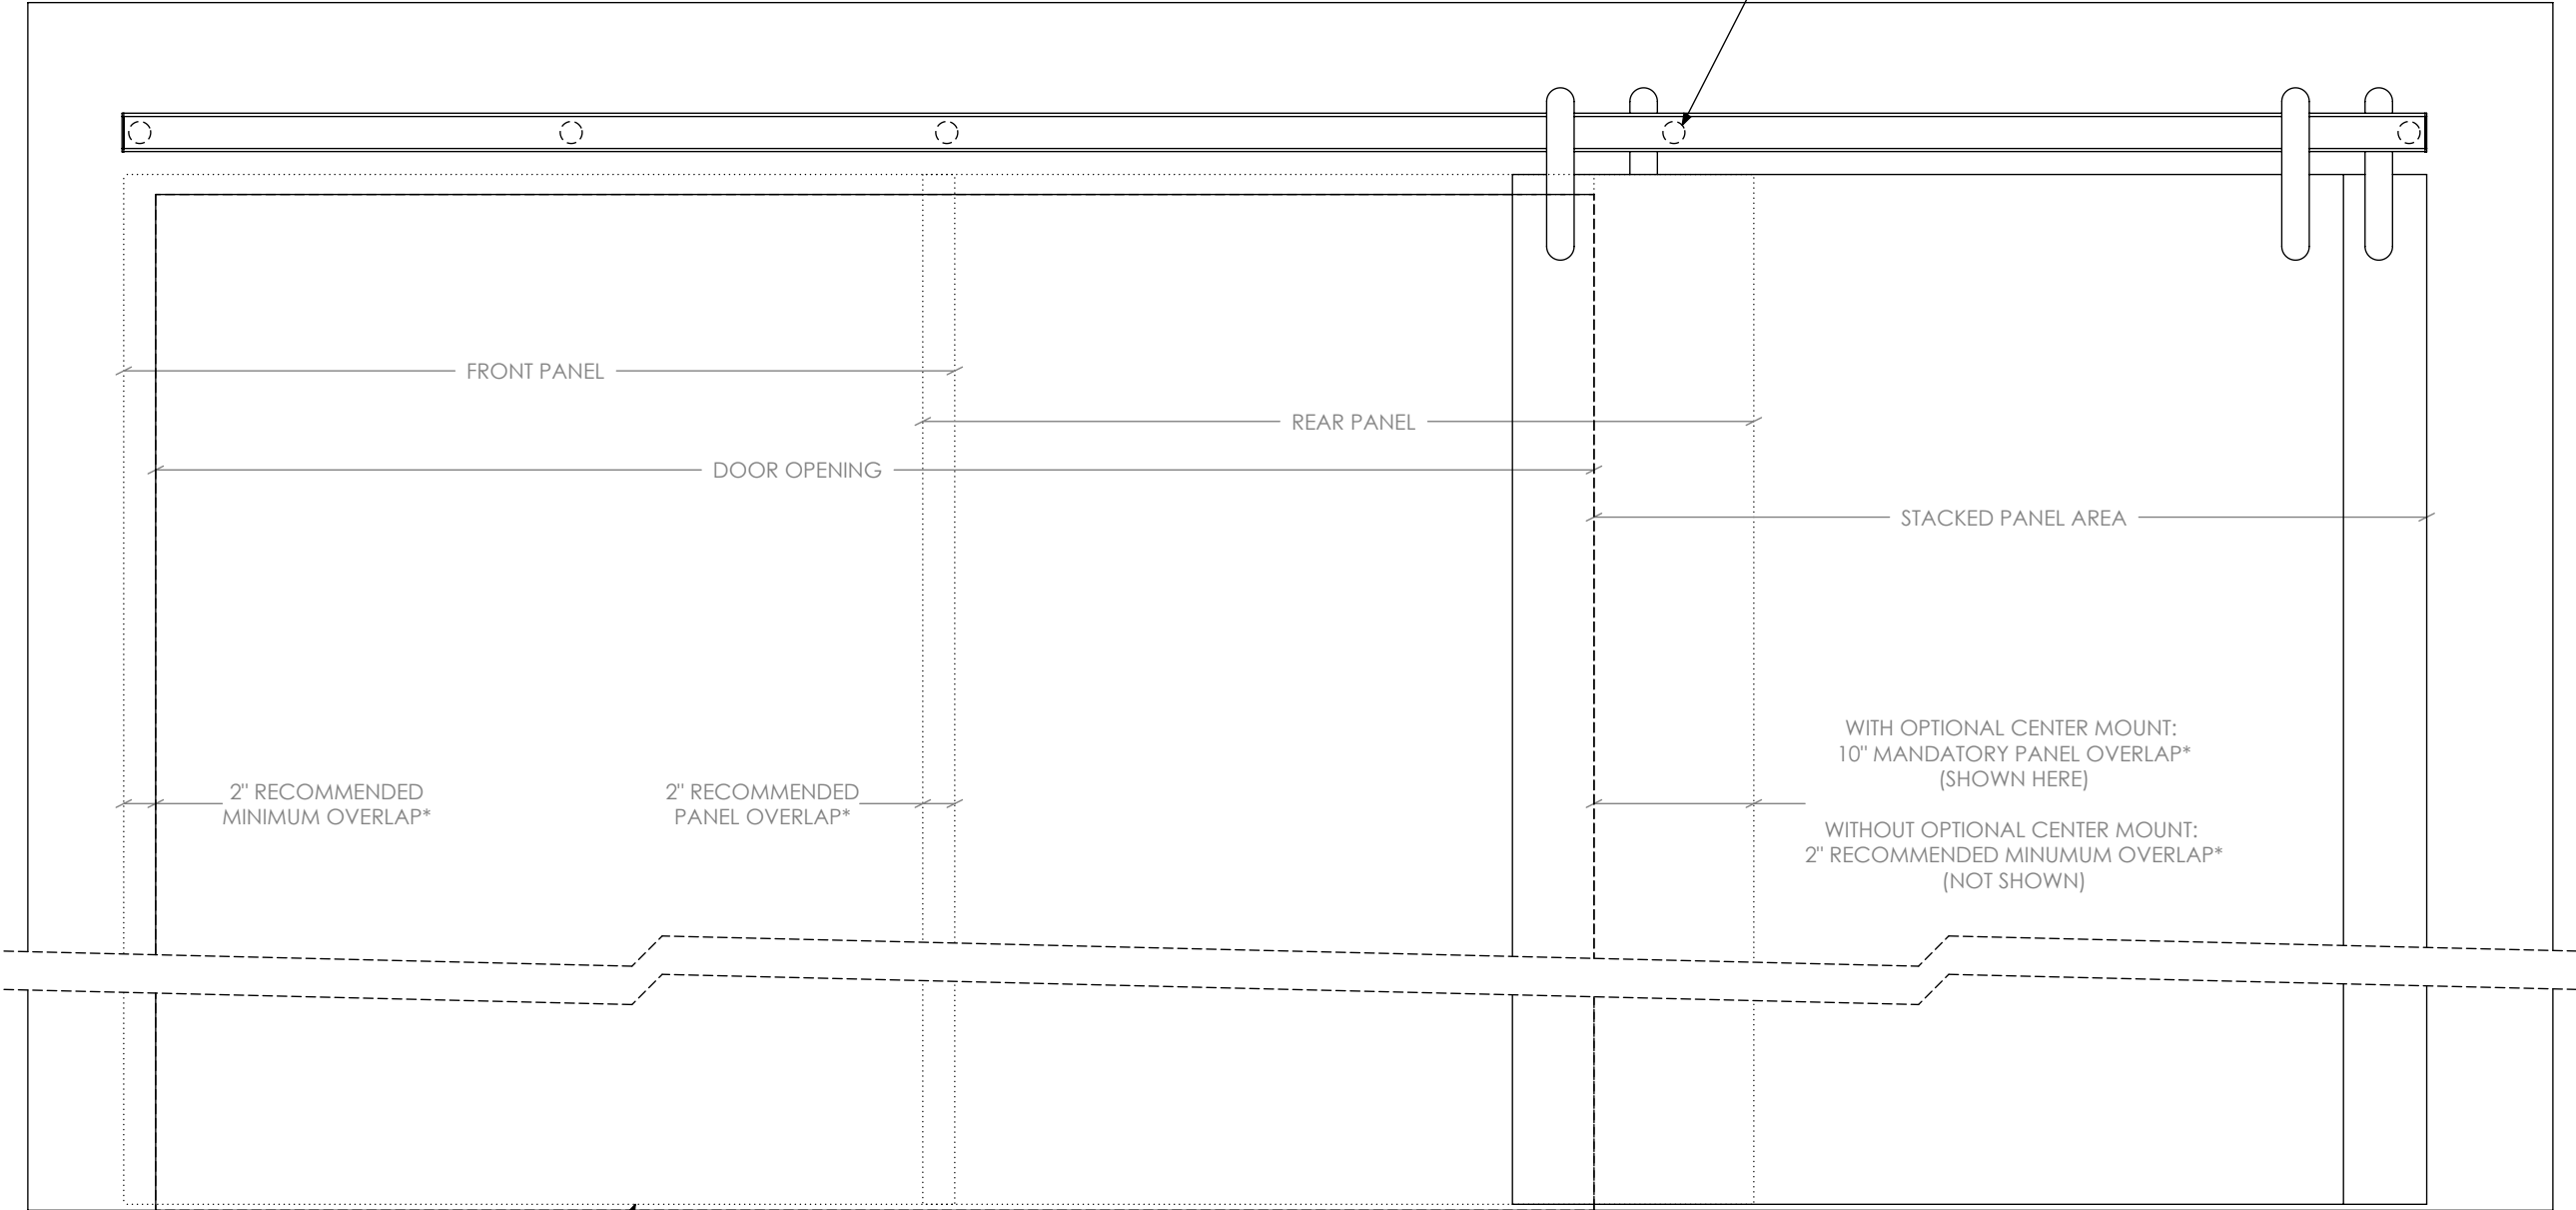 FRONT PANEL
REAR PANEL
DOOR OPENING
STACKED PANEL AREA
2" RECOMMENDED
MINIMUM OVERLAP*
2" RECOMMENDED
PANEL OVERLAP*
WITH OPTIONAL CENTER MOUNT:
10" MANDATORY PANEL OVERLAP*
(SHOWN HERE)
WITHOUT OPTIONAL CENTER MOUNT:
2" RECOMMENDED MINUMUM OVERLAP*
(NOT SHOWN)